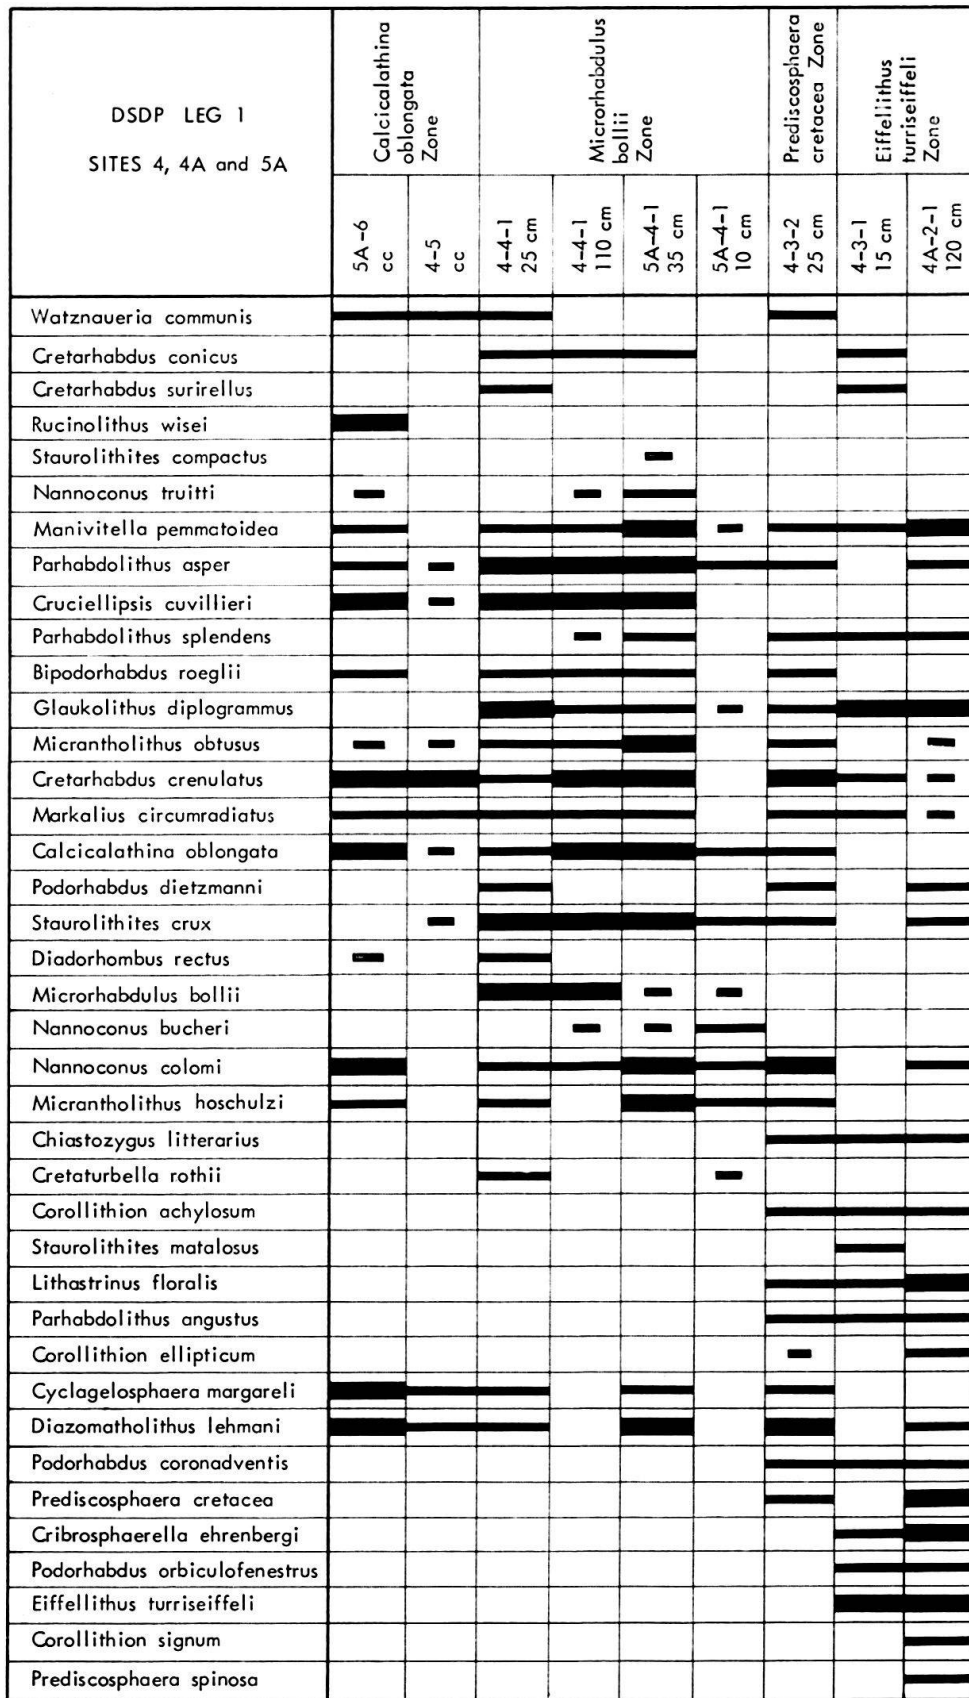 DSDP LEG 1
SITES 4, 4A and 5A
Calcicalathina
oblongata
Zone
Microrhabdulus
bollii
Zone
Prediscosphaera
cretacea Zone
Eiffellithus
turriseiffeli
Zone
5A-6
cc
4-5
cc
4-4-1
25 cm
4-4-1
110 cm
5A-4-1
35 cm
5A-4-1
10 cm
4-3-2
25 cm
4-3-1
15 cm
4A-2-1
120 cm
Watznaueria communis
Cretarhabdus conicus
Cretarhabdus surirellus
Rucinolithus wisei
Staurolithites compactus
Nannoconus truitti
Manivitella pemmatoidea
Parhabdolithus asper
Cruciellipsis cuvillieri
Parhabdolithus splendens
Bipodorhabdus roeglii
Glaukolithus diplogrammus
Micrantholithus obtusus
Cretarhabdus crenulatus
Markalius circumradiatus
Calcicalathina oblongata
Podorhabdus dietzmanni
Staurolithites crux
Diadorhombus rectus
Microrhabdulus bollii
Nannoconus bucheri
Nannoconus colomi
Micrantholithus hoschulzi
Chiastozygus litterarius
Cretaturbella rothii
Corollithion achylosum
Staurolithites matalosus
Lithastrinus floralis
Parhabdolithus angustus
Corollithion ellipticum
Cyclagelosphaera margareli
Diazomatholithus lehmani
Podorhabdus coronadventis
Prediscosphaera cretacea
Cribrosphaerella ehrenbergi
Podorhabdus orbiculofenestrus
Eiffellithus turriseiffeli
Corollithion signum
Prediscosphaera spinosa